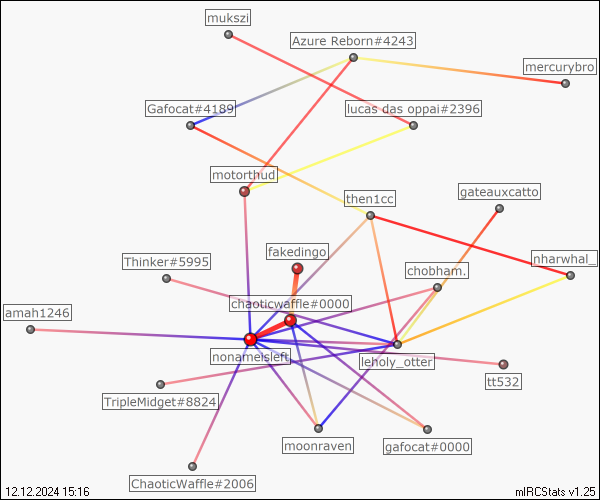 mukszi
Azure Reborn#4243
mercurybro
Gafocat#4189
lucas das oppai#2396
motorthud
then1cc
gateauxcatto
fakedingo
Thinker#5995
chobham.
nharwhal_
chaoticwaffle#0000
amah1246
nonameisleft
leholy_otter
tt532
TripleMidget#8824
moonraven
gafocat#0000
ChaoticWaffle#2006
12.12.2024 15:16
mIRCStats v1.25